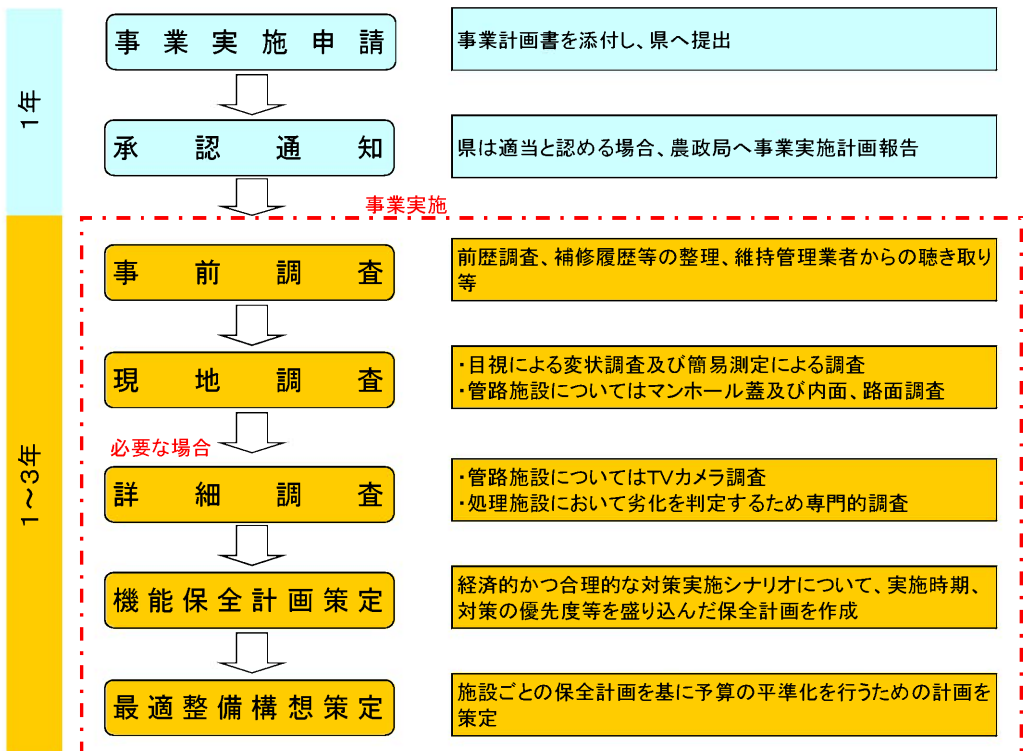 1年
事業実施申請
事業計画書を添付し、県へ提出
承認通知
県は適当と認める場合、農政局へ事業実施計画報告
事業実施
1～3年
事前調査
前歴調査、補修履歴等の整理、維持管理業者からの聴き取り
等
現地調査
・目視による変状調査及び簡易測定による調査
・管路施設についてはマンホール蓋及び内面、路面調査
必要な場合
詳細調査
・管路施設についてはTVカメラ調査
・処理施設において劣化を判定するため専門的調査
機能保全計画策定
経済的かつ合理的な対策実施シナリオについて、実施時期、
対策の優先度等を盛り込んだ保全計画を作成
最適整備構想策定
施設ごとの保全計画を基に予算の平準化を行うための計画を
策定